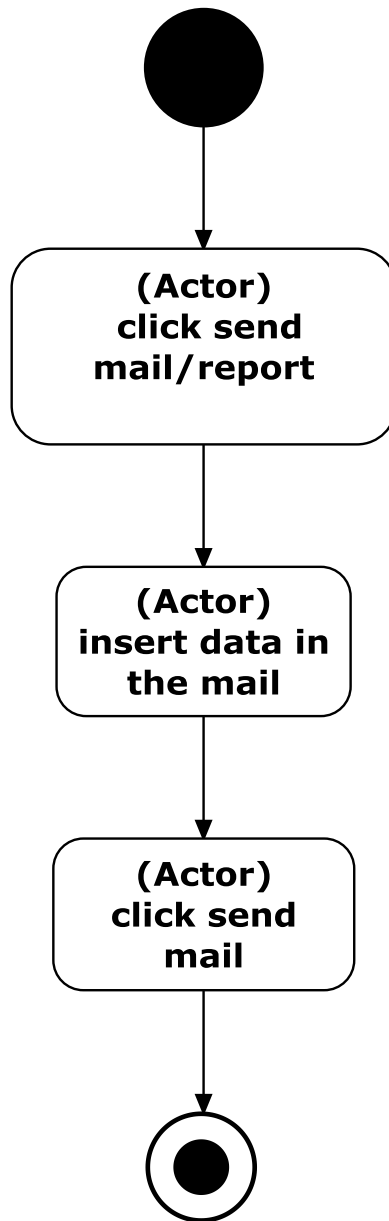 (Actor)
click send
mail/report
(Actor)
insert data in
the mail
(Actor)
click send
mail